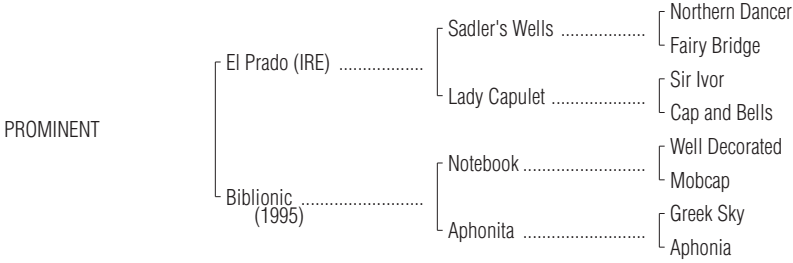 Northern Dancer
Sadler's Wells ..................
Fairy Bridge
El Prado (IRE) ..................
Sir Ivor
Lady Capulet ....................
Cap and Bells
PROMINENT
Well Decorated
Notebook ..........................
Mobcap
Biblionic ..........................
(1995)
Greek Sky
Aphonita ..........................
Aphonia